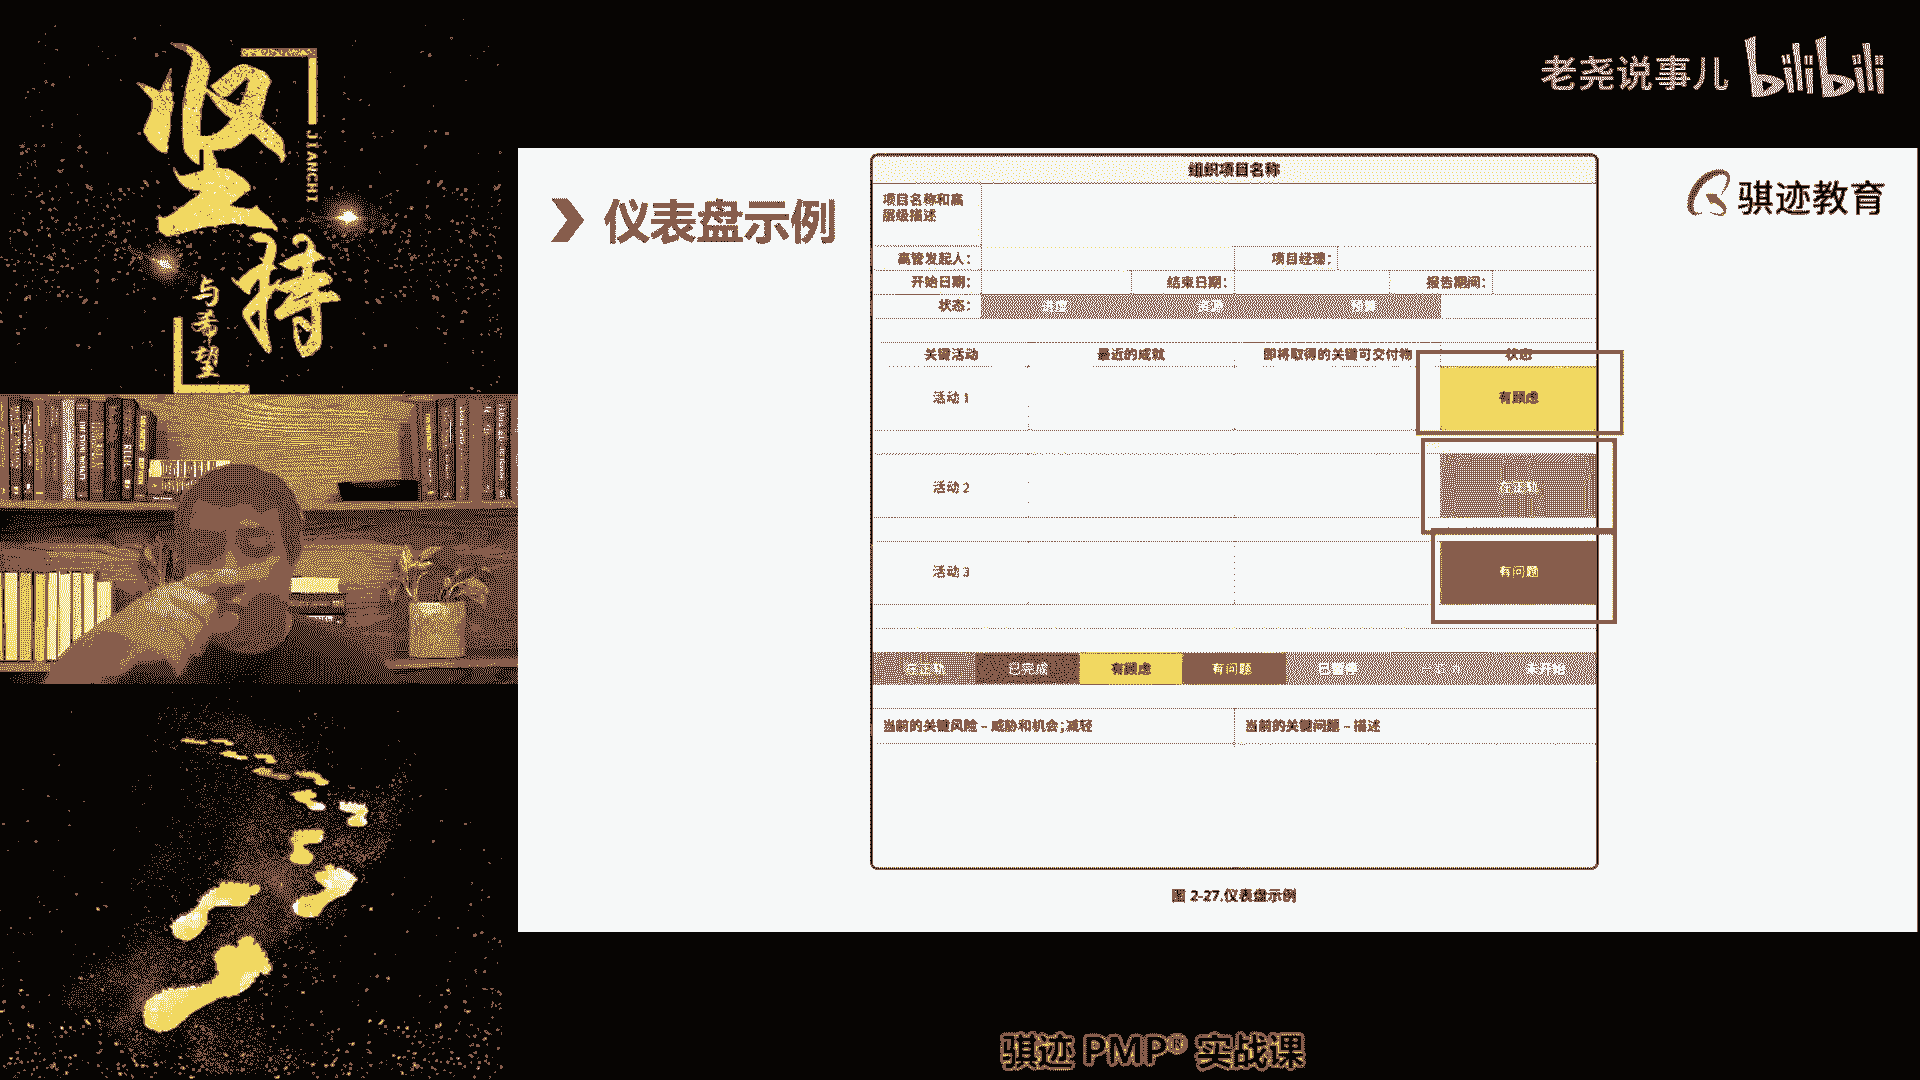 坚持
JIANCHI
与希望
老尧说事儿 bilibili
仪表盘示例
骐迹教育
组织项目名称
项目名称和高
层级描述
高管发起人：
项目经理：
开始日期：
结束日期：
报告期间：
状态：
进度 资源 预算
关键活动 最近的成就 即将取得的关键可交付物 状态
活动 1 有顾虑
活动 2 在正轨
活动 3 有问题
在正轨 已完成 有顾虑 有问题 已暂停 未开始
当前的关键风险 – 威胁和机会；减轻
当前的关键问题 – 描述
图 2-27.仪表盘示例
骐迹 PMP® 实战课